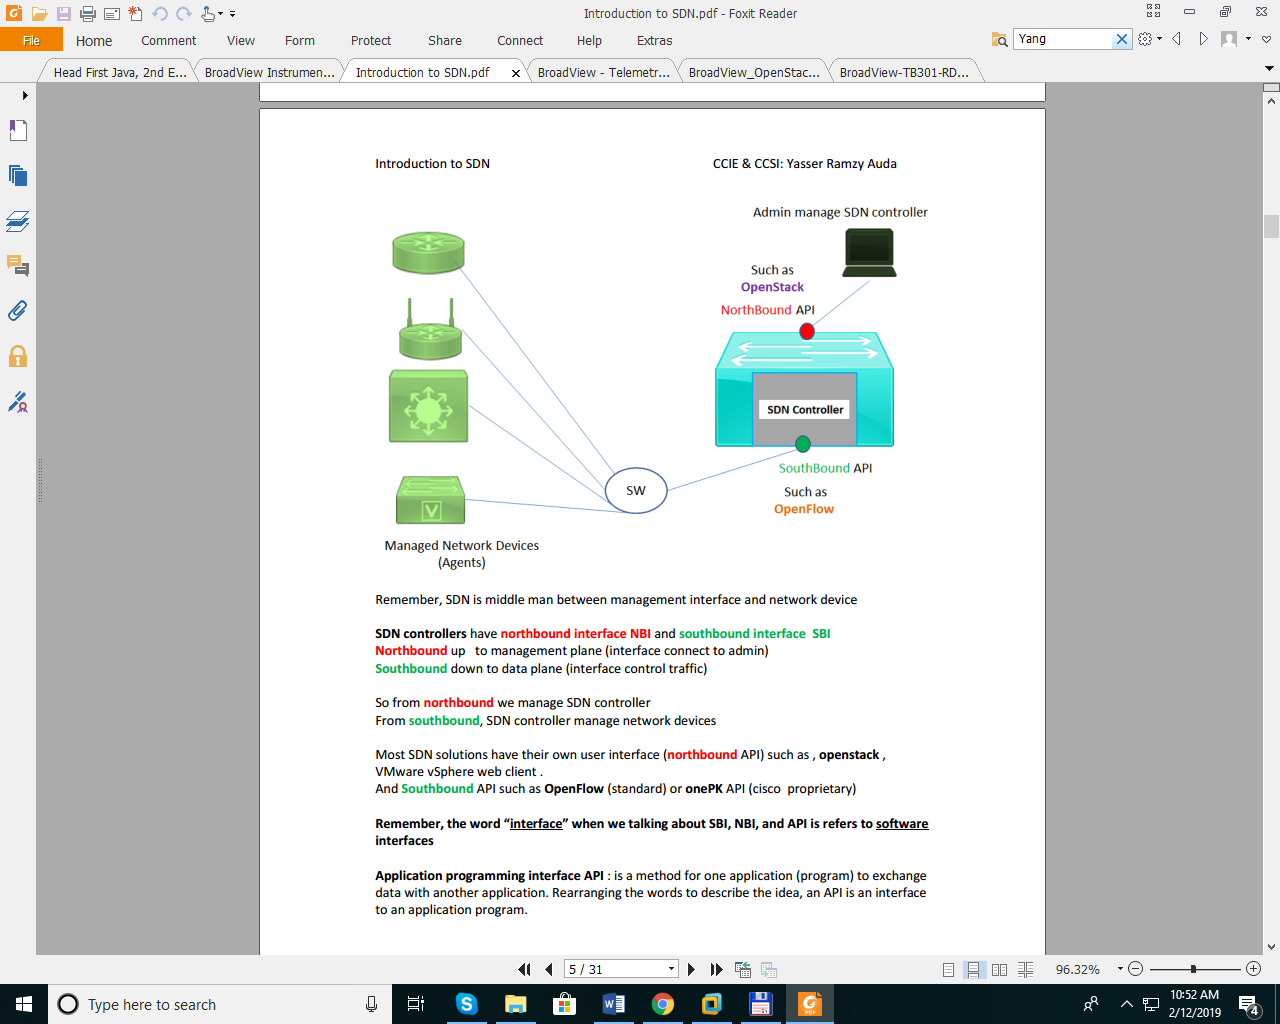 Introduction to SDN.pdf - Foxit Reader
File Home Comment View Form Protect Share Connect Help Extras Yang
Head First Java, 2nd E... BroadView Instrumen... Introduction to SDN.pdf BroadView - Telemetr... BroadView_OpenStac... BroadView-TB301-RD...
Introduction to SDN CCIE & CCSI: Yasser Ramzy Auda
Admin manage SDN controller
Such as
OpenStack
NorthBound API
SDN Controller
SouthBound API
SW
Such as
OpenFlow
V
Managed Network Devices
(Agents)
Remember, SDN is middle man between management interface and network device
SDN controllers have northbound interface NBI and southbound interface  SBI
Northbound up  to management plane (interface connect to admin)
Southbound down to data plane (interface control traffic)
So from northbound we manage SDN controller
From southbound, SDN controller manage network devices
Most SDN solutions have their own user interface (northbound API) such as , openstack ,
VMware vSphere web client .
And Southbound API such as OpenFlow (standard) or onePK API (cisco  proprietary)
Remember, the word “interface” when we talking about SBI, NBI, and API is refers to software
interfaces
Application programming interface API : is a method for one application (program) to exchange
data with another application. Rearranging the words to describe the idea, an API is an interface
to an application program.
5 / 31 96.32%
Type here to search
10:52 AM
2/12/2019
4